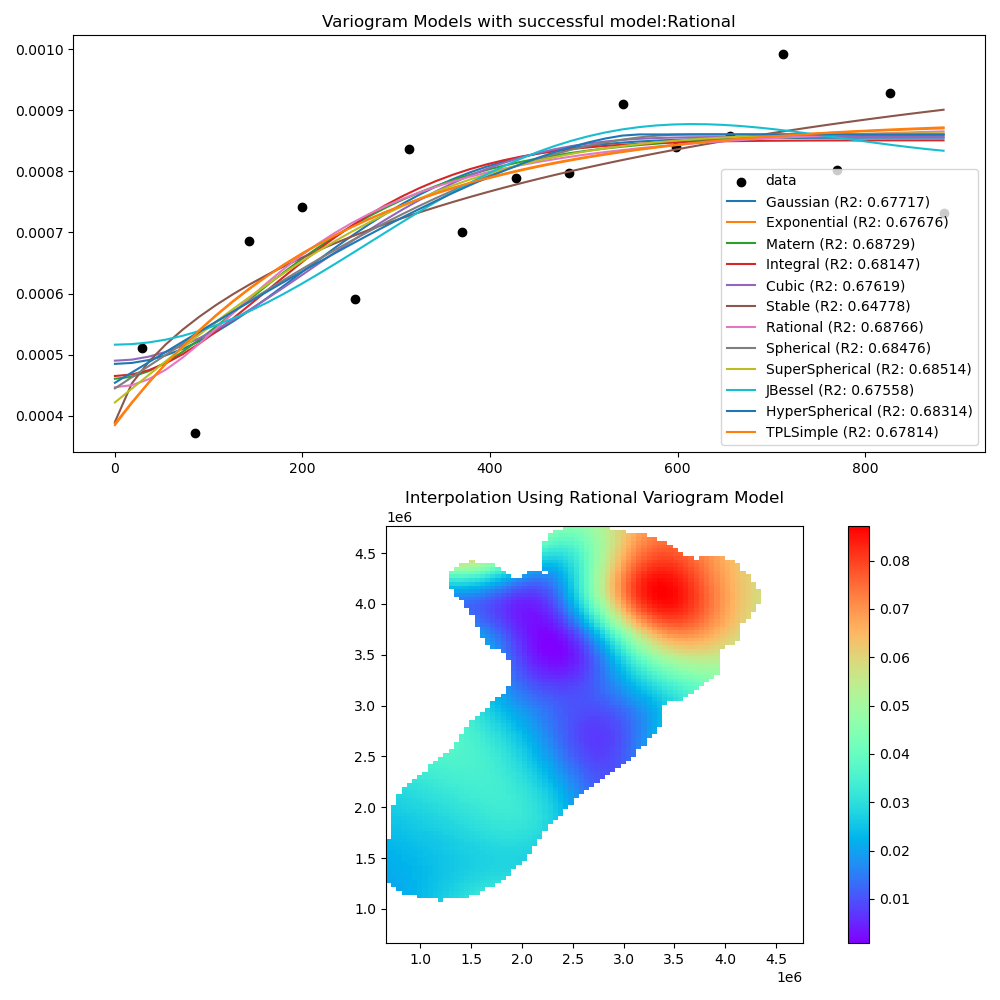 Variogram Models with successful model:Rational
0.0010
0.0009
0.0008
0.0007
0.0006
0.0005
0.0004
data
Gaussian (R2: 0.67717)
Exponential (R2: 0.67676)
Matern (R2: 0.68729)
Integral (R2: 0.68147)
Cubic (R2: 0.67619)
Stable (R2: 0.64778)
Rational (R2: 0.68766)
Spherical (R2: 0.68476)
SuperSpherical (R2: 0.68514)
JBessel (R2: 0.67558)
HyperSpherical (R2: 0.68314)
TPLSimple (R2: 0.67814)
0 200 400 600 800
Interpolation Using Rational Variogram Model
1e6
4.5
4.0
3.5
3.0
2.5
2.0
1.5
1.0
1.0 1.5 2.0 2.5 3.0 3.5 4.0 4.5
1e6
0.08
0.07
0.06
0.05
0.04
0.03
0.02
0.01